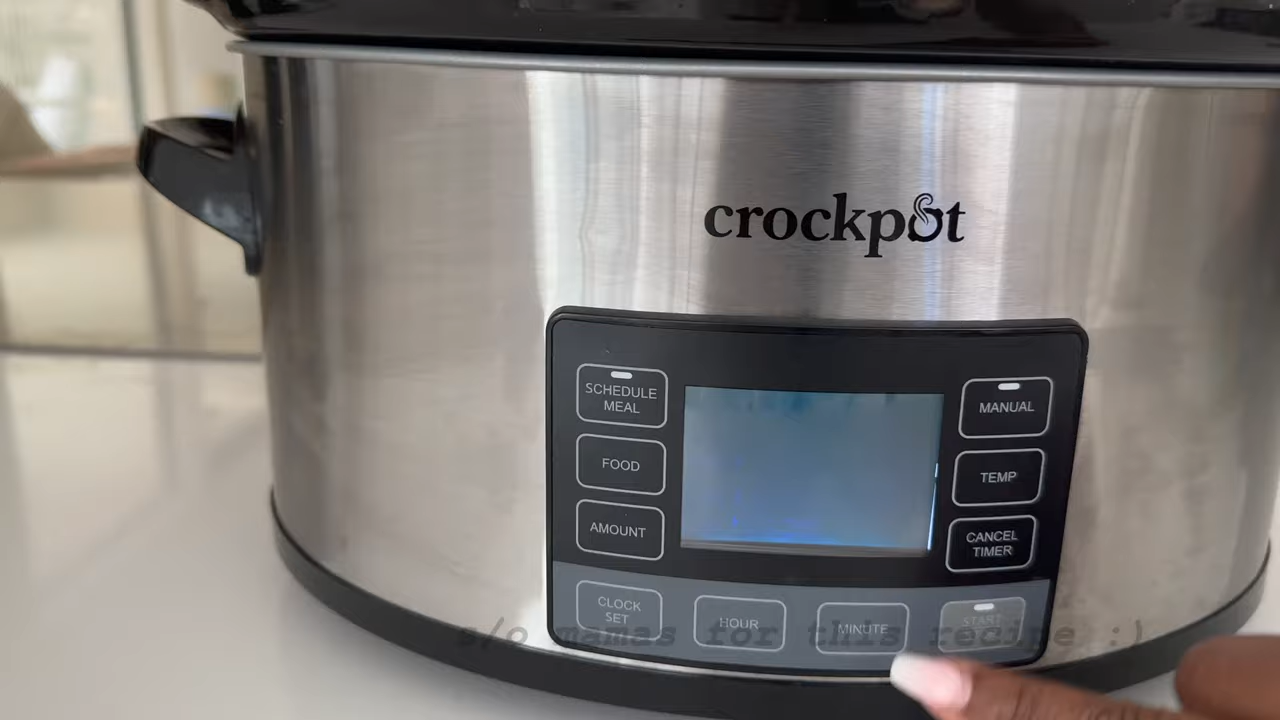 crockpot
SCHEDULE
MEAL
MANUAL
FOOD
TEMP
AMOUNT
CANCEL
TIMER
CLOCK
SET
HOUR
MINUTE
START
s/o mamas for this recipe :)